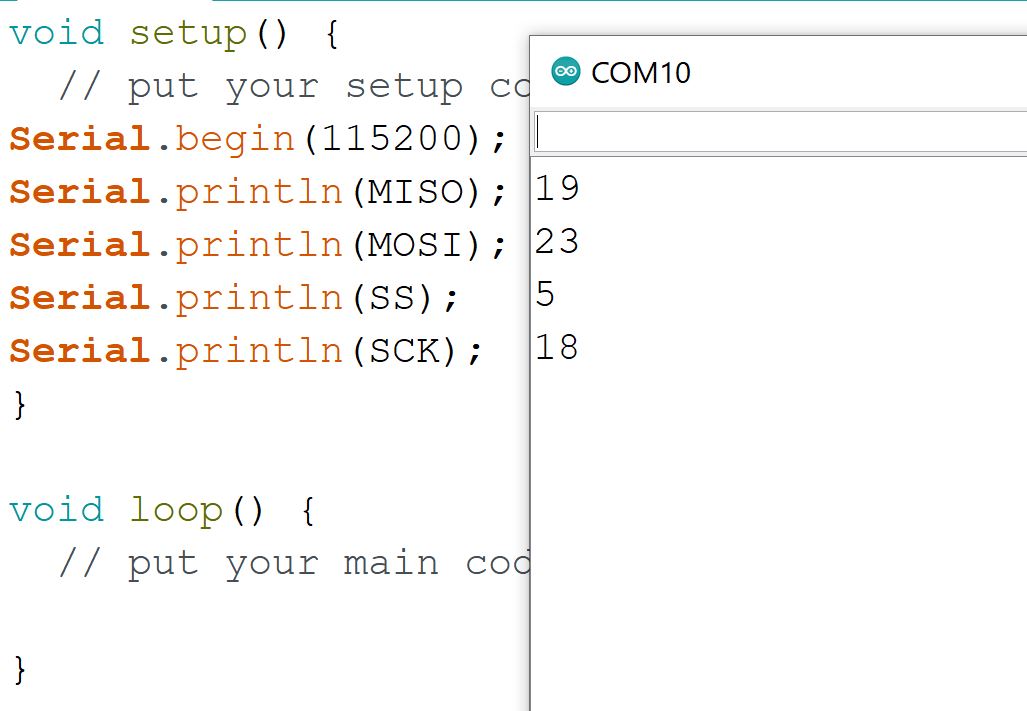 void setup() {
// put your setup co
Serial.begin(115200);
Serial.println(MISO);
Serial.println(MOSI);
Serial.println(SS);
Serial.println(SCK);
}
void loop() {
// put your main cod
}
COM10
19
23
5
18